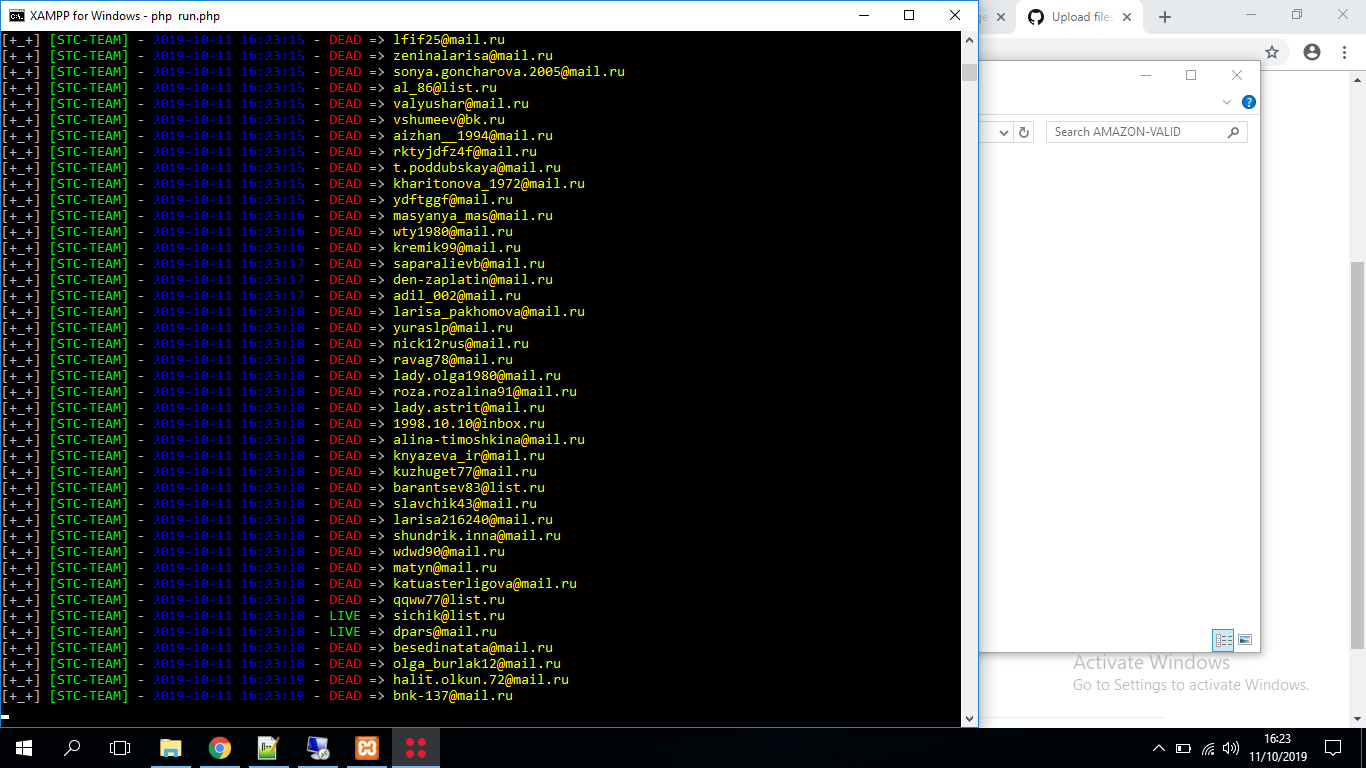 XAMPP for Windows - php run.php
Upload files
[+_+] [STC-TEAM] - 2019-10-11 16:23:15 - DEAD => lfif25@mail.ru
[+_+] [STC-TEAM] - 2019-10-11 16:23:15 - DEAD => zeninalarisa@mail.ru
[+_+] [STC-TEAM] - 2019-10-11 16:23:15 - DEAD => sonya.goncharova.2005@mail.ru
[+_+] [STC-TEAM] - 2019-10-11 16:23:15 - DEAD => al_86@list.ru
[+_+] [STC-TEAM] - 2019-10-11 16:23:15 - DEAD => valyushar@mail.ru
[+_+] [STC-TEAM] - 2019-10-11 16:23:15 - DEAD => vshumeev@bk.ru
[+_+] [STC-TEAM] - 2019-10-11 16:23:15 - DEAD => aizhan__1994@mail.ru
[+_+] [STC-TEAM] - 2019-10-11 16:23:15 - DEAD => rktyjdfz4f@mail.ru
[+_+] [STC-TEAM] - 2019-10-11 16:23:15 - DEAD => t.poddubskaya@mail.ru
[+_+] [STC-TEAM] - 2019-10-11 16:23:15 - DEAD => kharitonova_1972@mail.ru
[+_+] [STC-TEAM] - 2019-10-11 16:23:15 - DEAD => ydftggf@mail.ru
[+_+] [STC-TEAM] - 2019-10-11 16:23:16 - DEAD => masyanya_mas@mail.ru
[+_+] [STC-TEAM] - 2019-10-11 16:23:16 - DEAD => wty1980@mail.ru
[+_+] [STC-TEAM] - 2019-10-11 16:23:16 - DEAD => kremik99@mail.ru
[+_+] [STC-TEAM] - 2019-10-11 16:23:17 - DEAD => saparalievb@mail.ru
[+_+] [STC-TEAM] - 2019-10-11 16:23:17 - DEAD => den-zaplatin@mail.ru
[+_+] [STC-TEAM] - 2019-10-11 16:23:17 - DEAD => adil_002@mail.ru
[+_+] [STC-TEAM] - 2019-10-11 16:23:18 - DEAD => larisa_pakhomova@mail.ru
[+_+] [STC-TEAM] - 2019-10-11 16:23:18 - DEAD => yuraslp@mail.ru
[+_+] [STC-TEAM] - 2019-10-11 16:23:18 - DEAD => nick12rus@mail.ru
[+_+] [STC-TEAM] - 2019-10-11 16:23:18 - DEAD => ravag78@mail.ru
[+_+] [STC-TEAM] - 2019-10-11 16:23:18 - DEAD => lady.olga1980@mail.ru
[+_+] [STC-TEAM] - 2019-10-11 16:23:18 - DEAD => roza.rozalina91@mail.ru
[+_+] [STC-TEAM] - 2019-10-11 16:23:18 - DEAD => lady.astrit@mail.ru
[+_+] [STC-TEAM] - 2019-10-11 16:23:18 - DEAD => 1998.10.10@inbox.ru
[+_+] [STC-TEAM] - 2019-10-11 16:23:18 - DEAD => alina-timoshkina@mail.ru
[+_+] [STC-TEAM] - 2019-10-11 16:23:18 - DEAD => knyazeva_ir@mail.ru
[+_+] [STC-TEAM] - 2019-10-11 16:23:18 - DEAD => kuzhuget77@mail.ru
[+_+] [STC-TEAM] - 2019-10-11 16:23:18 - DEAD => barantsev83@list.ru
[+_+] [STC-TEAM] - 2019-10-11 16:23:18 - DEAD => slavchik43@mail.ru
[+_+] [STC-TEAM] - 2019-10-11 16:23:18 - DEAD => larisa216240@mail.ru
[+_+] [STC-TEAM] - 2019-10-11 16:23:18 - DEAD => shundrik.inna@mail.ru
[+_+] [STC-TEAM] - 2019-10-11 16:23:18 - DEAD => wdwd90@mail.ru
[+_+] [STC-TEAM] - 2019-10-11 16:23:18 - DEAD => matyn@mail.ru
[+_+] [STC-TEAM] - 2019-10-11 16:23:18 - DEAD => katuasterligova@mail.ru
[+_+] [STC-TEAM] - 2019-10-11 16:23:18 - DEAD => qqww77@list.ru
[+_+] [STC-TEAM] - 2019-10-11 16:23:18 - LIVE => sichik@list.ru
[+_+] [STC-TEAM] - 2019-10-11 16:23:18 - LIVE => dpars@mail.ru
[+_+] [STC-TEAM] - 2019-10-11 16:23:18 - DEAD => besedinatata@mail.ru
[+_+] [STC-TEAM] - 2019-10-11 16:23:18 - DEAD => olga_burlak12@mail.ru
[+_+] [STC-TEAM] - 2019-10-11 16:23:19 - DEAD => halit.olkun.72@mail.ru
[+_+] [STC-TEAM] - 2019-10-11 16:23:19 - DEAD => bnk-137@mail.ru
Search AMAZON-VALID
Activate Windows
Go to Settings to activate Windows.
16:23
11/10/2019